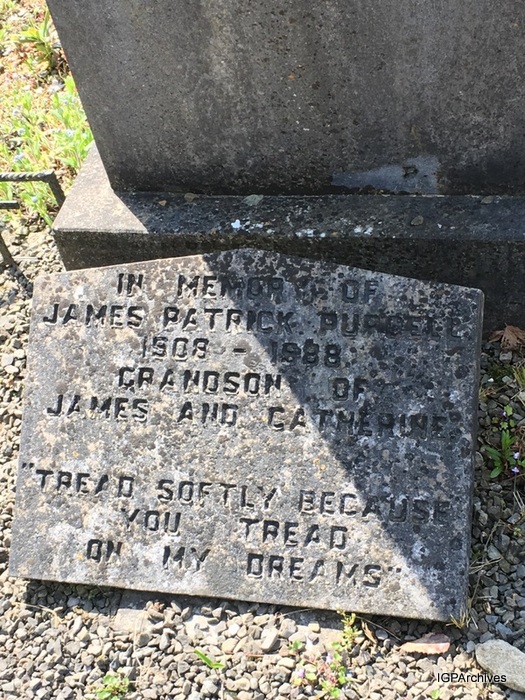 IN MEMORY OF
JAMES PATRICK PURCELL
1908 - 1988
GRANDSON OF
JAMES AND CATHERINE.
"TREAD SOFTLY BECAUSE
YOU TREAD
ON MY DREAMS"
IGPArchives